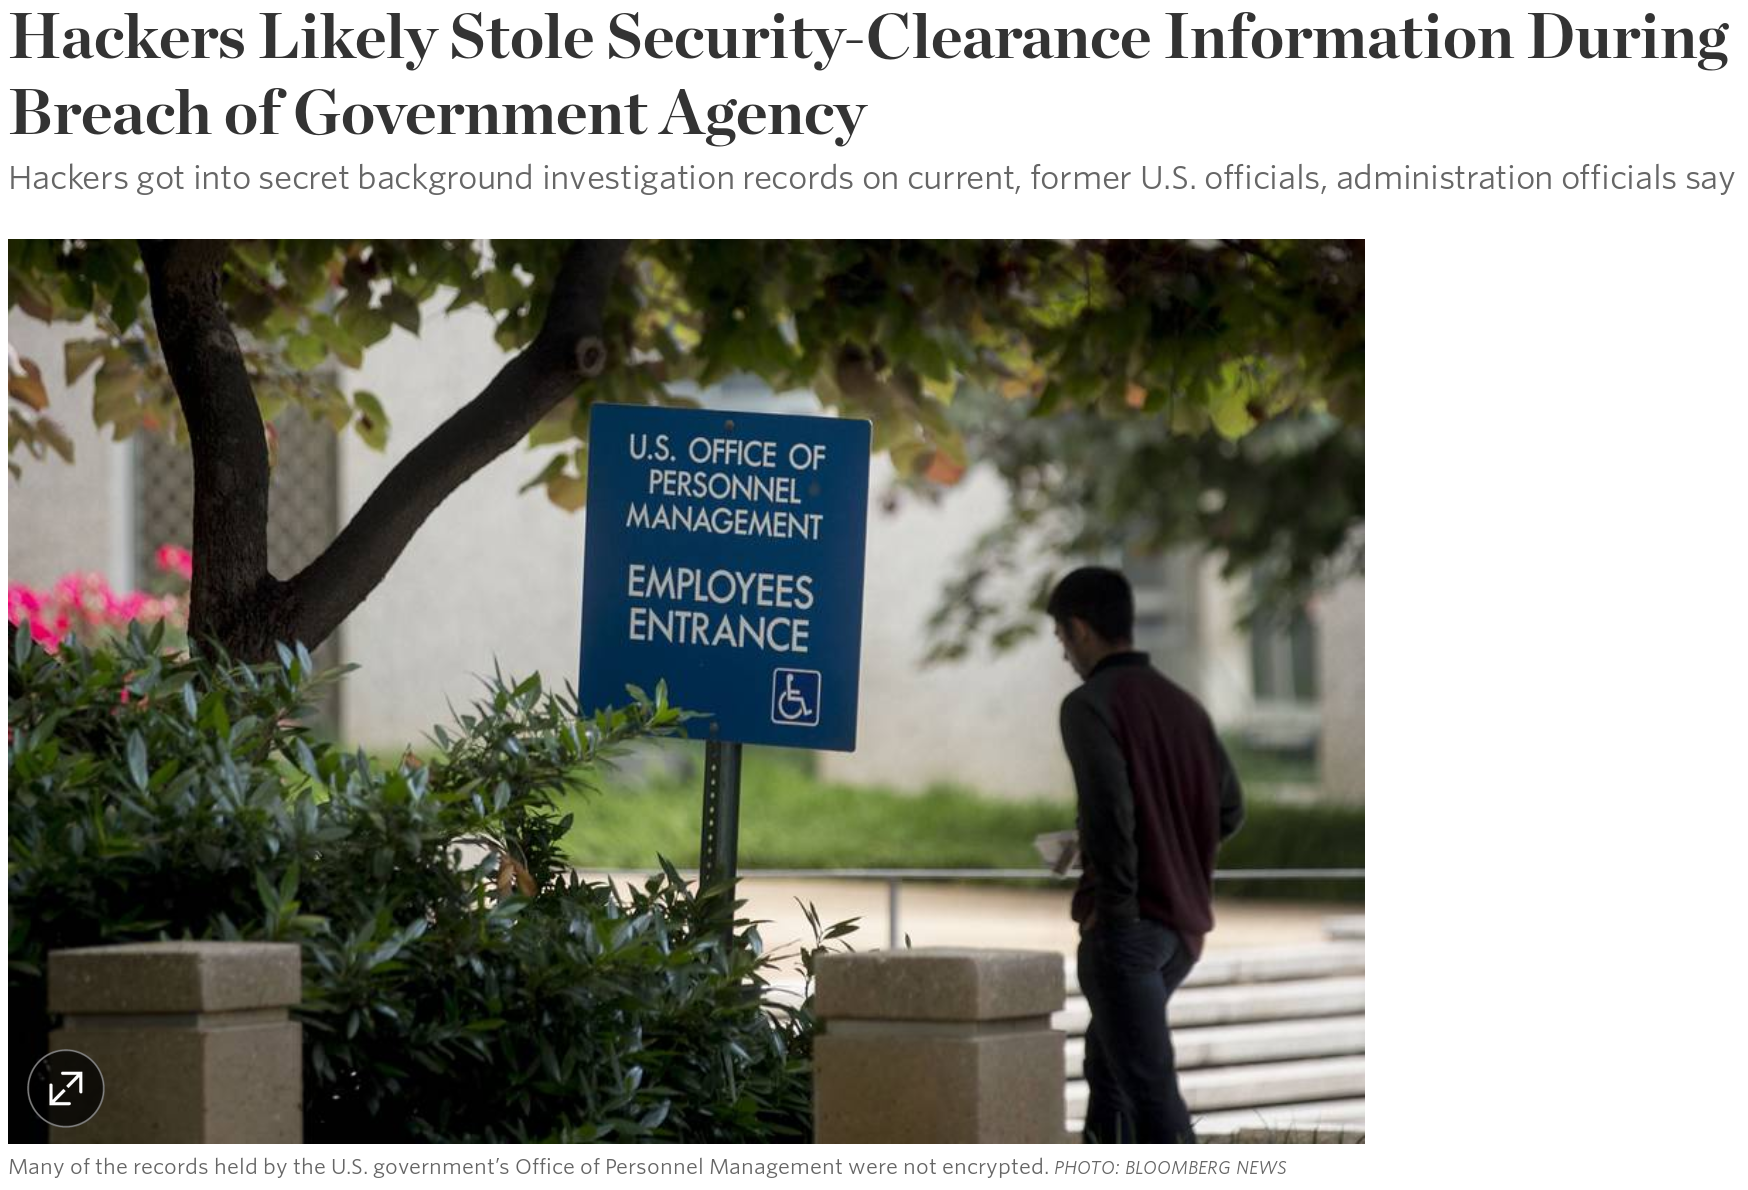 Hackers Likely Stole Security-Clearance Information During
Breach of Government Agency
Hackers got into secret background investigation records on current, former U.S. officials, administration officials say
U.S. OFFICE OF
PERSONNEL
MANAGEMENT
EMPLOYEES
ENTRANCE
Many of the records held by the U.S. government’s Office of Personnel Management were not encrypted. PHOTO: BLOOMBERG NEWS